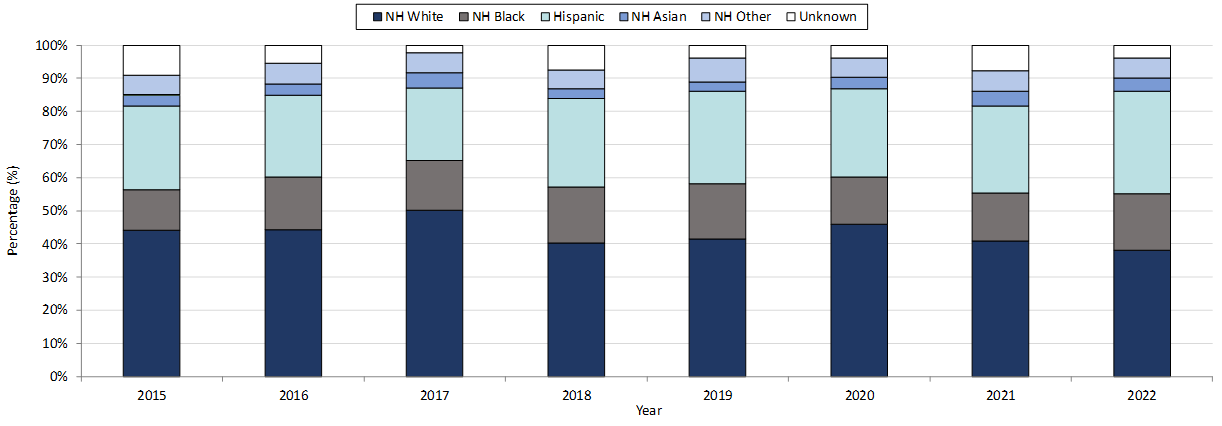 NH White NH Black Hispanic NH Asian NH Other Unknown
100%
90%
80%
70%
60%
50%
40%
30%
20%
10%
0%
Percentage (%)
2015 2016 2017 2018 2019 2020 2021 2022
Year